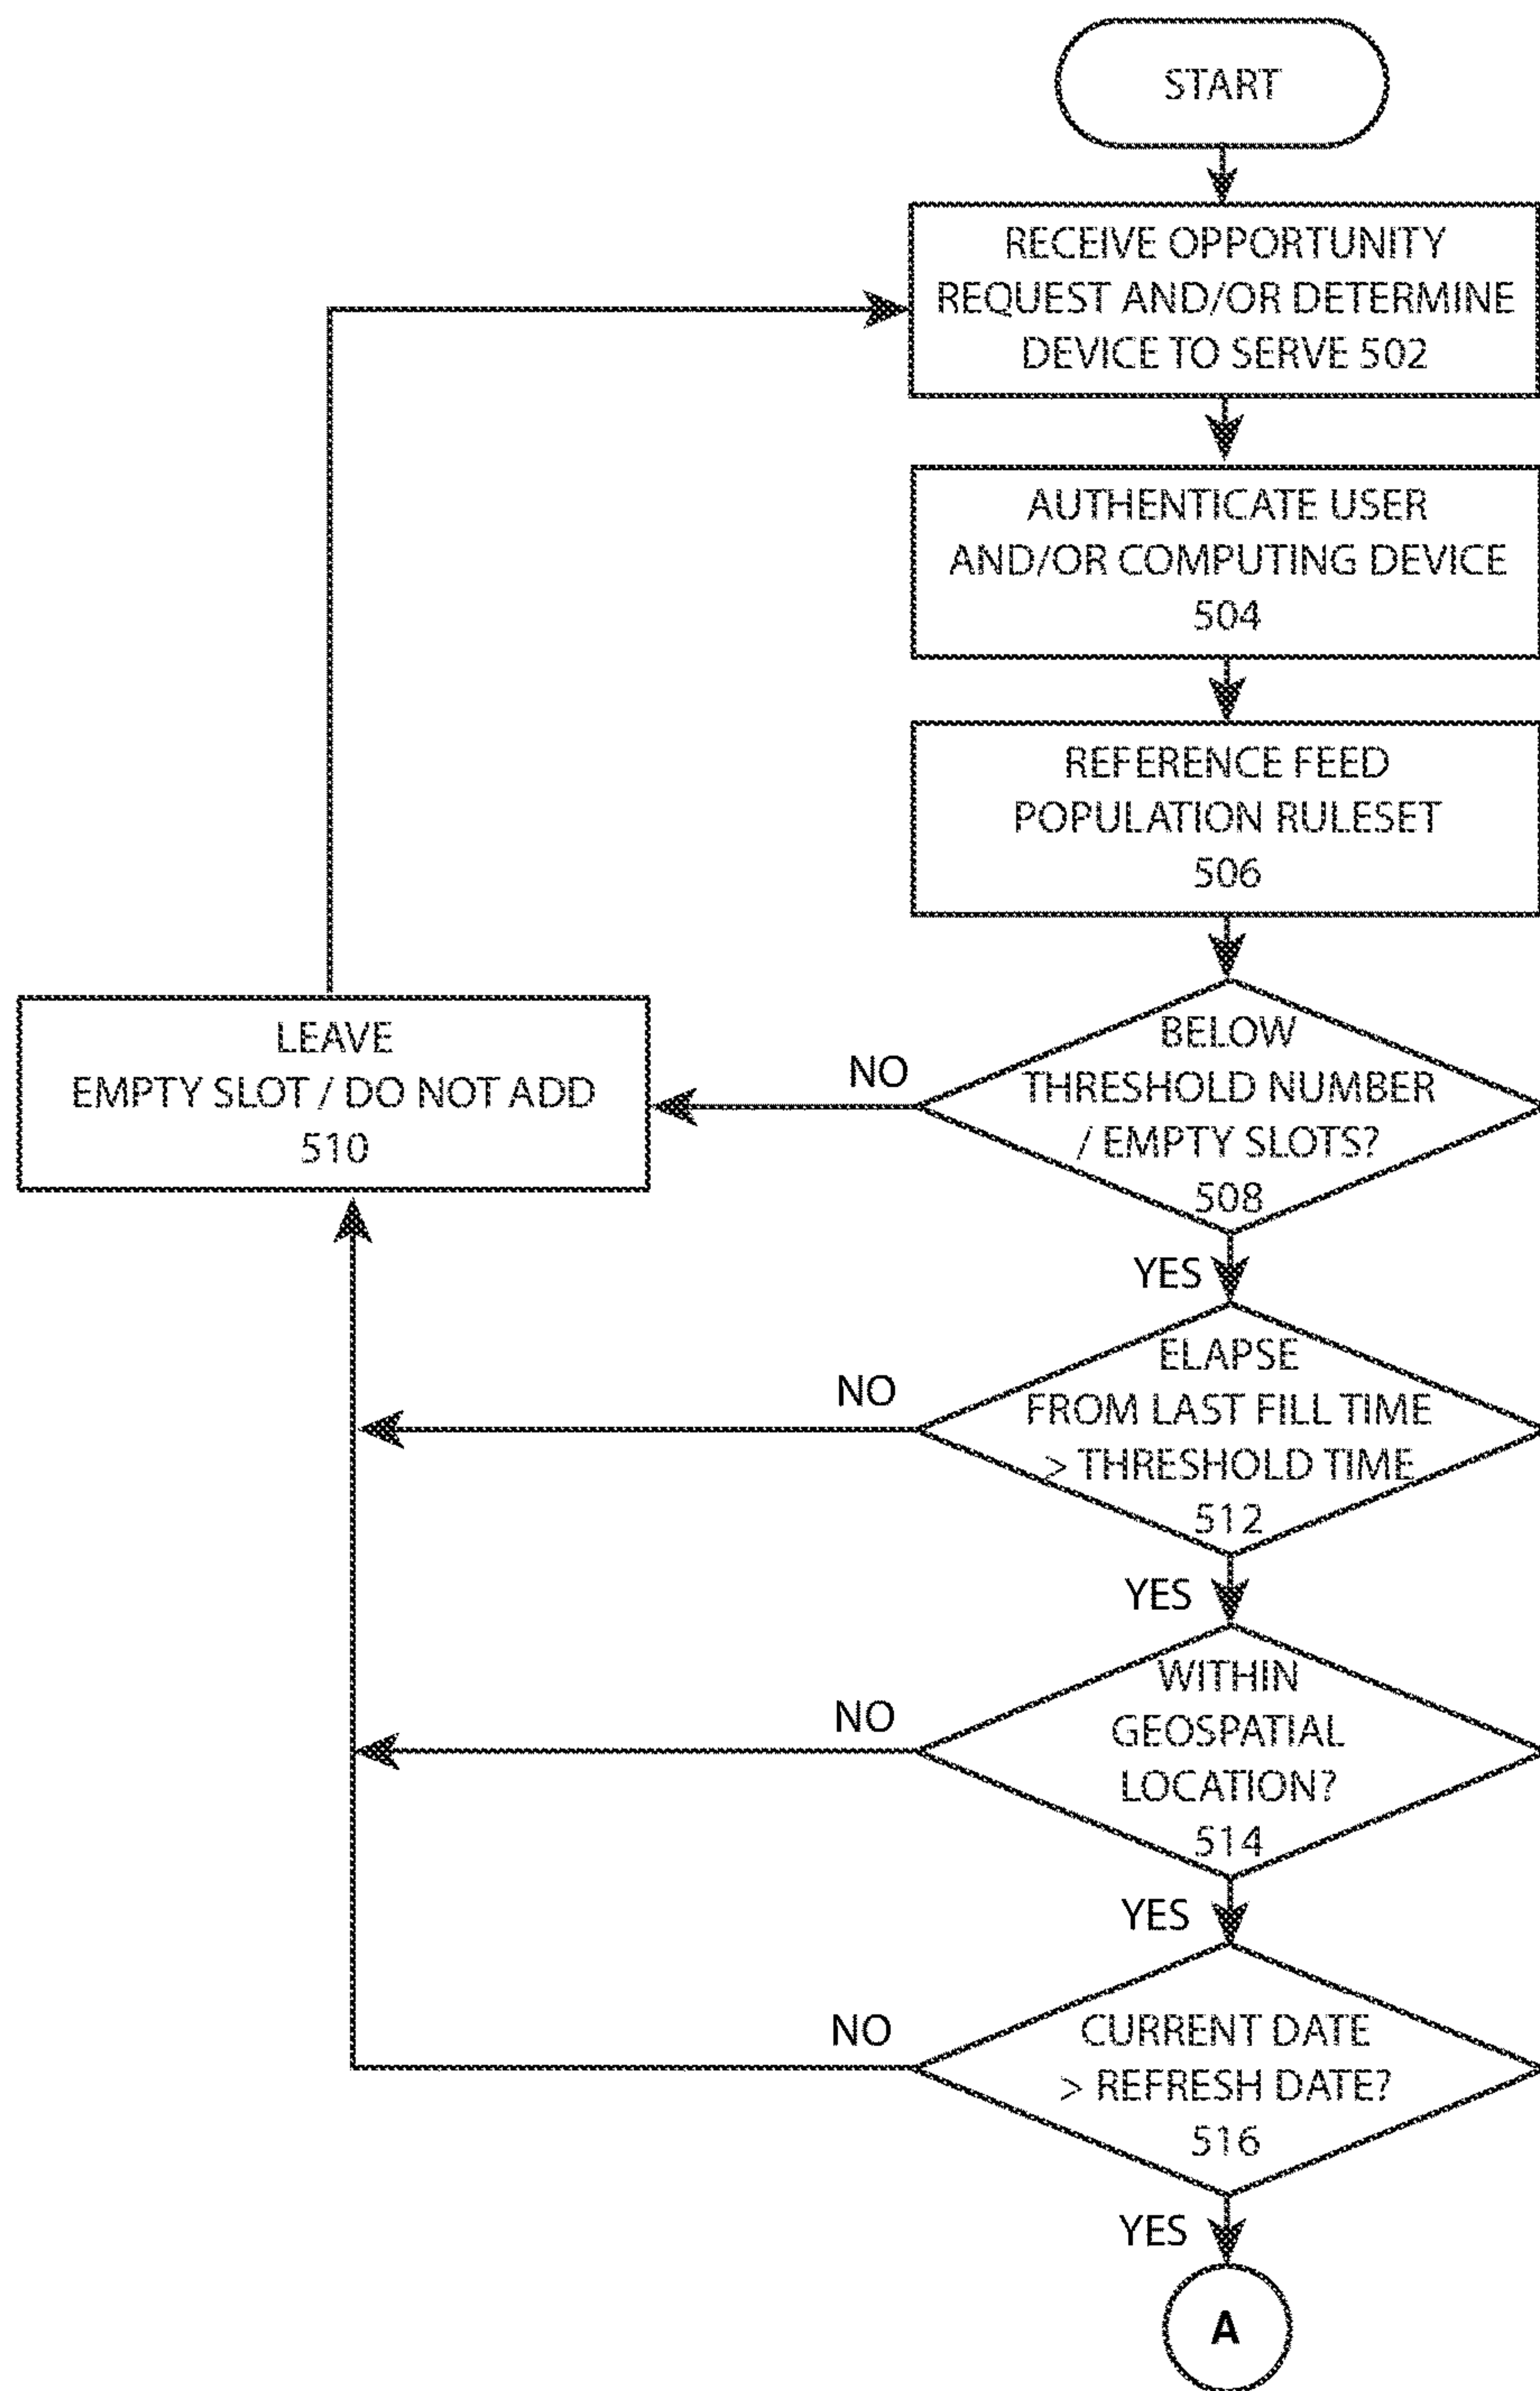 START
RECEIVE OPPORTUNITY
REQUEST AND/OR DETERMINE
DEVICE TO SERVE 502
AUTHENTICATE USER
AND/OR COMPUTING DEVICE
504
REFERENCE FEED
POPULATION RULESET
506
BELOW
THRESHOLD NUMBER
/ EMPTY SLOTS?
508
NO
LEAVE
EMPTY SLOT / DO NOT ADD
510
YES
ELAPSE
FROM LAST FILL TIME
> THRESHOLD TIME
512
NO
YES
WITHIN
GEOSPATIAL
LOCATION?
514
NO
YES
CURRENT DATE
> REFRESH DATE?
516
NO
YES
A